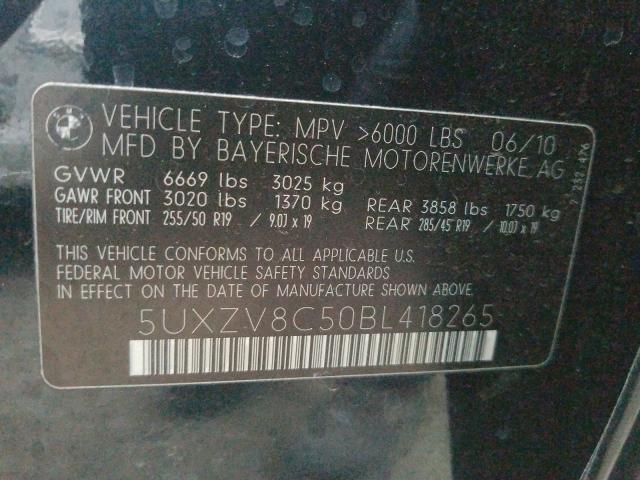 VEHICLE TYPE: MPV >6000 LBS 06/10
MFD BY BAYERISCHE MOTORENWERKE AG
GVWR 6669 lbs 3025 kg
GAWR FRONT 3020 lbs 1370 kg REAR 3858 lbs 1750 kg
TIRE/RIM FRONT 255/50 R19 / 9.0J x 19 REAR 285/45 R19 / 10.0J x 19
THIS VEHICLE CONFORMS TO ALL APPLICABLE U.S.
FEDERAL MOTOR VEHICLE SAFETY STANDARDS
IN EFFECT ON THE DATE OF MANUFACTURE SHOWN ABOVE.
5UXZV8C50BL418265